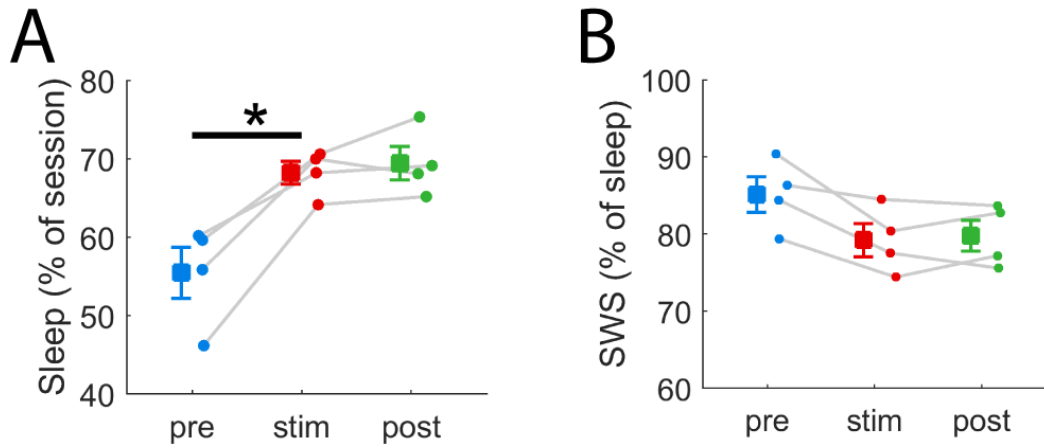 A
Sleep (% of session)
80
70
60
50
40
*
pre stim post
B
SWS (% of sleep)
100
90
80
70
60
pre stim post